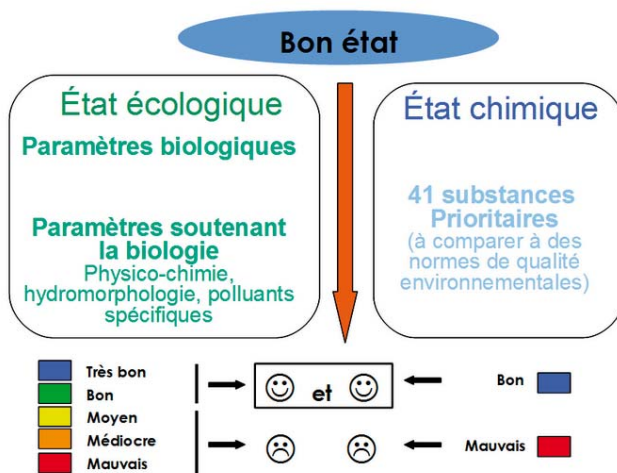 Bon état
État écologique
Paramètres biologiques
Paramètres soutenant
la biologie
Physico-chimie,
hydromorphologie, polluants
spécifiques
État chimique
41 substances
Prioritaires
(à comparer à des
normes de qualité
environnementales)
Très bon
Bon
Moyen
Médiocre
Mauvais
et
Bon
Mauvais